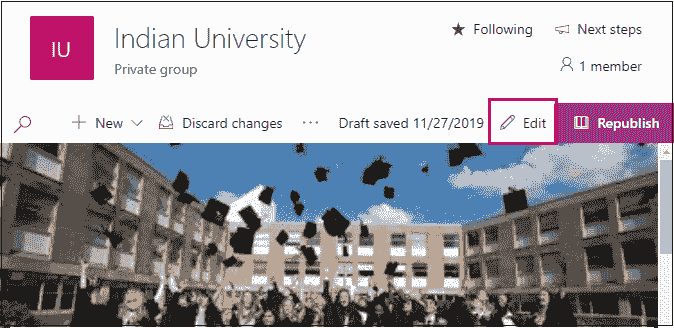 IU
Indian University
Private group
Following
Next steps
1 member
New
Discard changes
Draft saved 11/27/2019
Edit
Republish